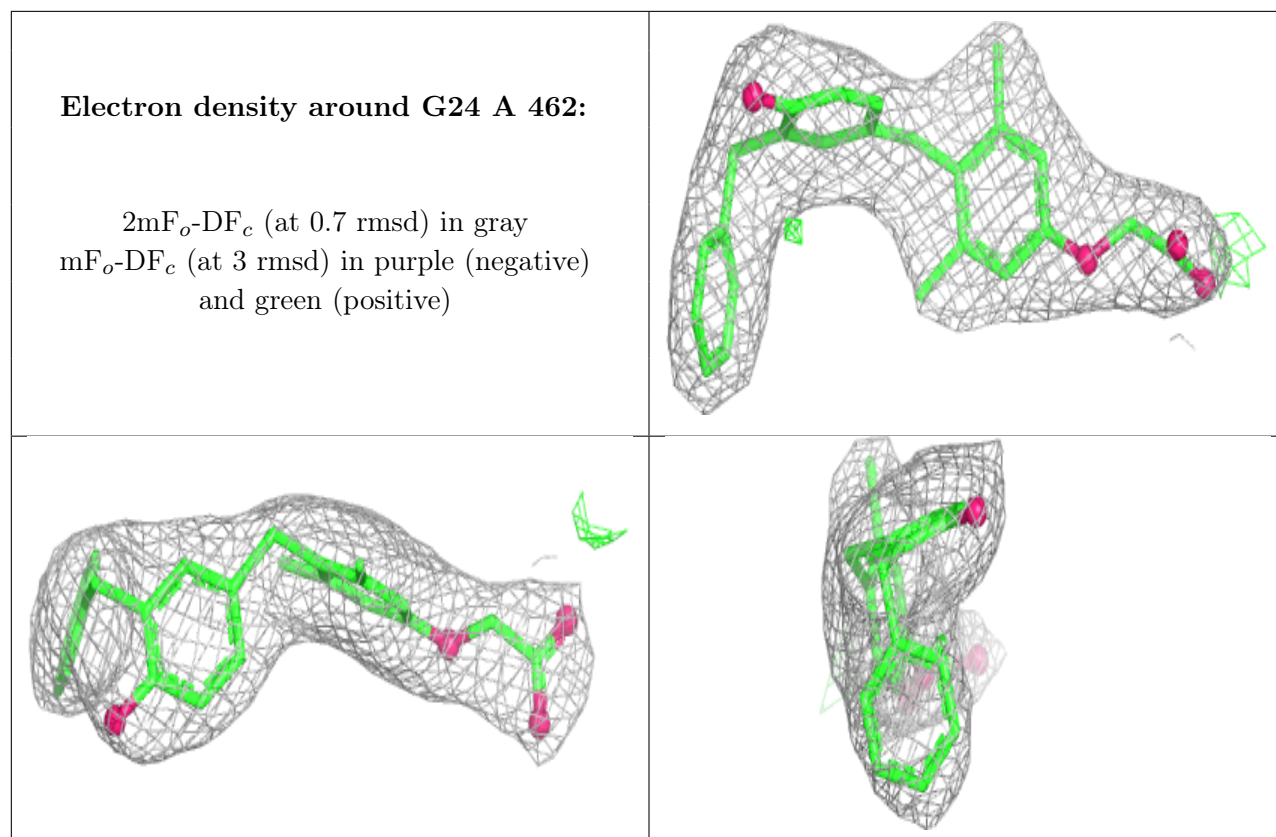 Electron density around G24 A 462:
2mFo-DFc (at 0.7 rmsd) in gray
mFo-DFc (at 3 rmsd) in purple (negative)
and green (positive)